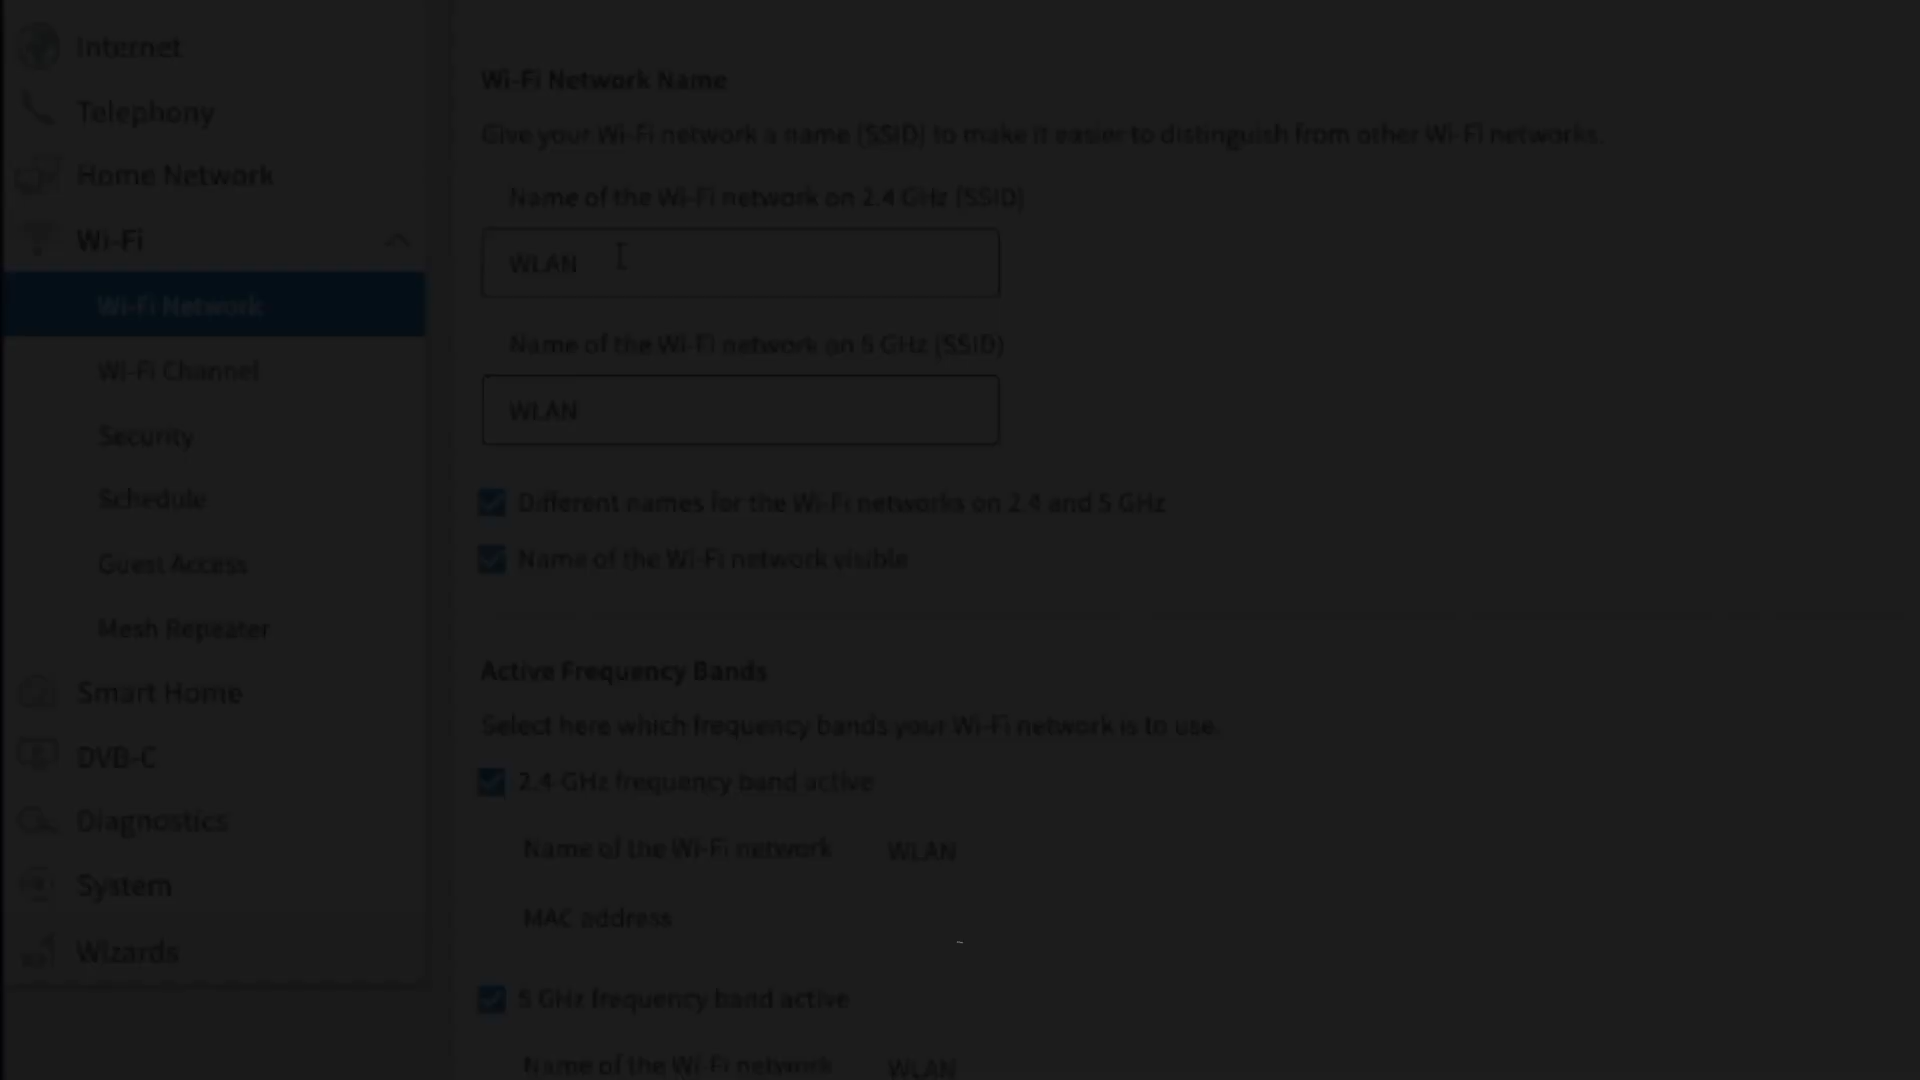 Internet
Telephony
Home Network
Wi-Fi
Wi-Fi Network
Wi-Fi Channel
Security
Schedule
Guest Access
Mesh Repeater
Smart Home
DVB-C
Diagnostics
System
Wizards
Wi-Fi Network Name
Give your Wi-Fi network a name (SSID) to make it easier to distinguish from other Wi-Fi networks.
Name of the Wi-Fi network on 2.4 GHz (SSID)
WLAN
Name of the Wi-Fi network on 5 GHz (SSID)
WLAN
Different names for the Wi-Fi networks on 2.4 and 5 GHz
Name of the Wi-Fi network visible
Active Frequency Bands
Select here which frequency bands your Wi-Fi network is to use.
2.4-GHz frequency band active
Name of the Wi-Fi network WLAN
MAC address
5 GHz frequency band active
Name of the Wi-Fi network WLAN